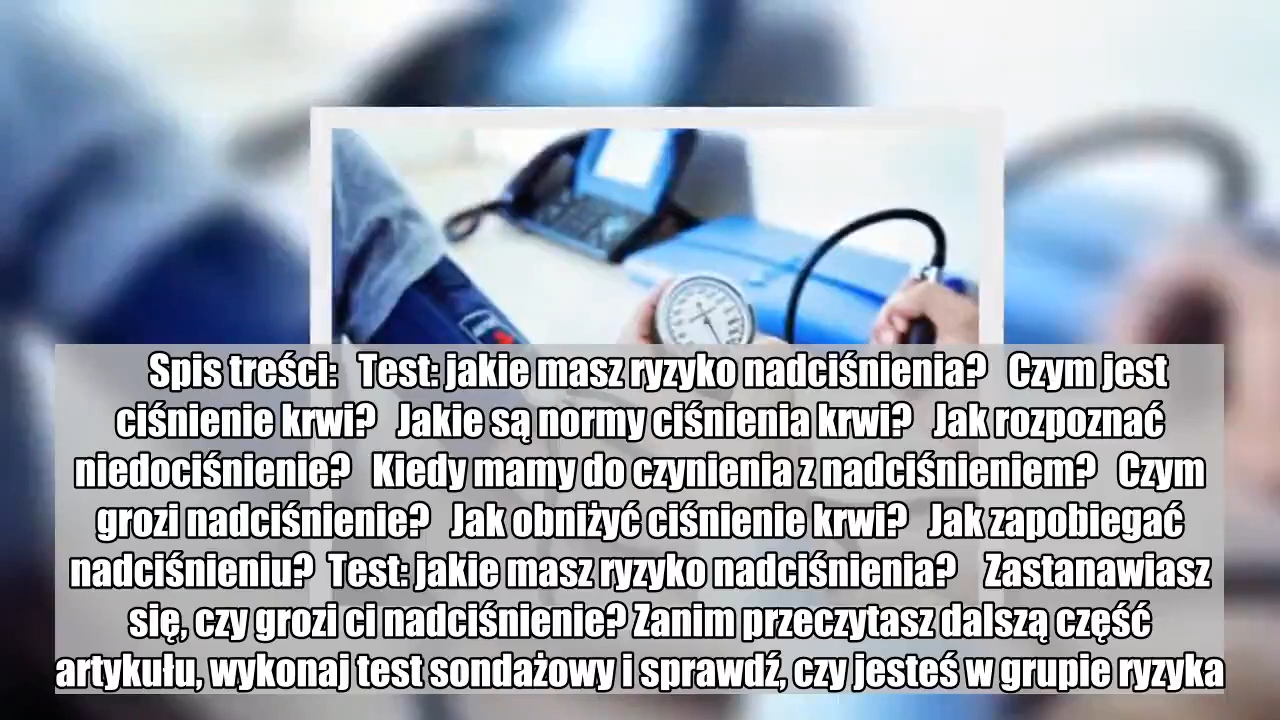 Spis treści: Test: jakie masz ryzyko nadciśnienia? Czym jest
ciśnienie krwi? Jakie są normy ciśnienia krwi? Jak rozpoznać
niedociśnienie? Kiedy mamy do czynienia z nadciśnieniem? Czym
grozi nadciśnienie? Jak obniżyć ciśnienie krwi? Jak zapobiegać
nadciśnieniu? Test: jakie masz ryzyko nadciśnienia? Zastanawiasz
się, czy grozi ci nadciśnienie? Zanim przeczytasz dalszą część
artykułu, wykonaj test sondażowy i sprawdź, czy jesteś w grupie ryzyka